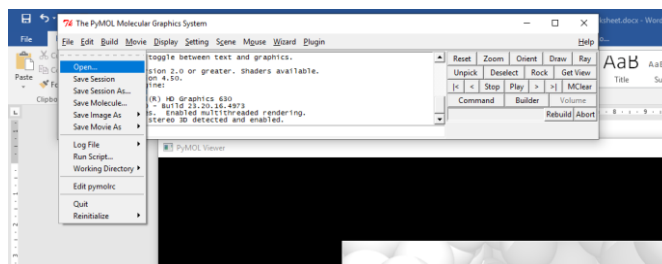 The PyMOL Molecular Graphics System
ksheet.docx - Word
File
File Edit Build Movie Display Setting Scene Mouse Wizard Plugin
Help
Open...
Save Session
Save Session As...
Save Molecule...
Save Image As
Save Movie As
Log File
Run Script...
Working Directory
Edit pymolrc
Quit
Reinitialize
toggle between text and graphics.
sion 2.0 or greater. Shaders available.
on 4.50.
ine:
(R) HD Graphics 630
- Build 23.20.16.4973
s. Enabled multithreaded rendering.
stereo 3D detected and enabled.
Reset Zoom Orient Draw Ray
Unpick Deselect Rock Get View
|< < Stop Play > >| MClear
Command Builder Volume
Rebuild Abort
Paste
Clipbo
AaB
Title
Su
8
9
PyMOL Viewer